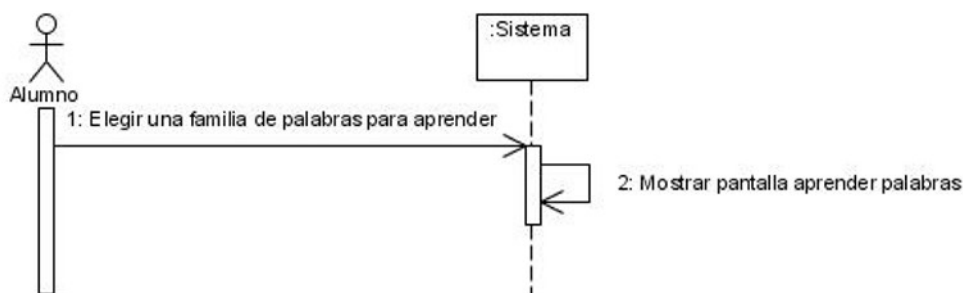 :Sistema
Alumno
1: Elegir una familia de palabras para aprender
2: Mostrar pantalla aprender palabras